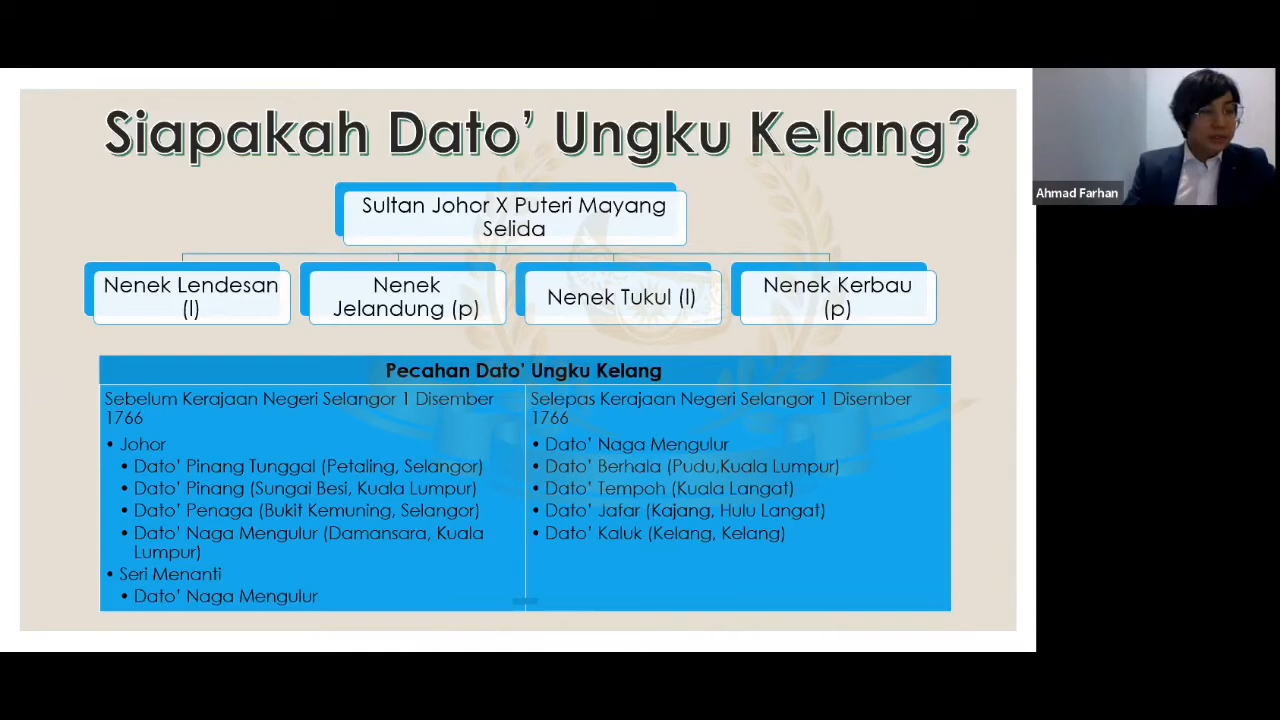 Siapakah Dato' Ungku Kelang?
Sultan Johor X Puteri Mayang
Selida
Nenek Lendesan
(l)
Nenek
Jelandung (p)
Nenek Tukul (l)
Nenek Kerbau
(p)
Pecahan Dato' Ungku Kelang
Sebelum Kerajaan Negeri Selangor 1 Disember
1766
• Johor
• Dato' Pinang Tunggal (Petaling, Selangor)
• Dato' Pinang (Sungai Besi, Kuala Lumpur)
• Dato' Penaga (Bukit Kemuning, Selangor)
• Dato' Naga Mengulur (Damansara, Kuala
Lumpur)
• Seri Menanti
• Dato' Naga Mengulur
Selepas Kerajaan Negeri Selangor 1 Disember
1766
• Dato' Naga Mengulur
• Dato' Berhala (Pudu,Kuala Lumpur)
• Dato' Tempoh (Kuala Langat)
• Dato' Jafar (Kajang, Hulu Langat)
• Dato' Kaluk (Kelang, Kelang)
Ahmad Farhan